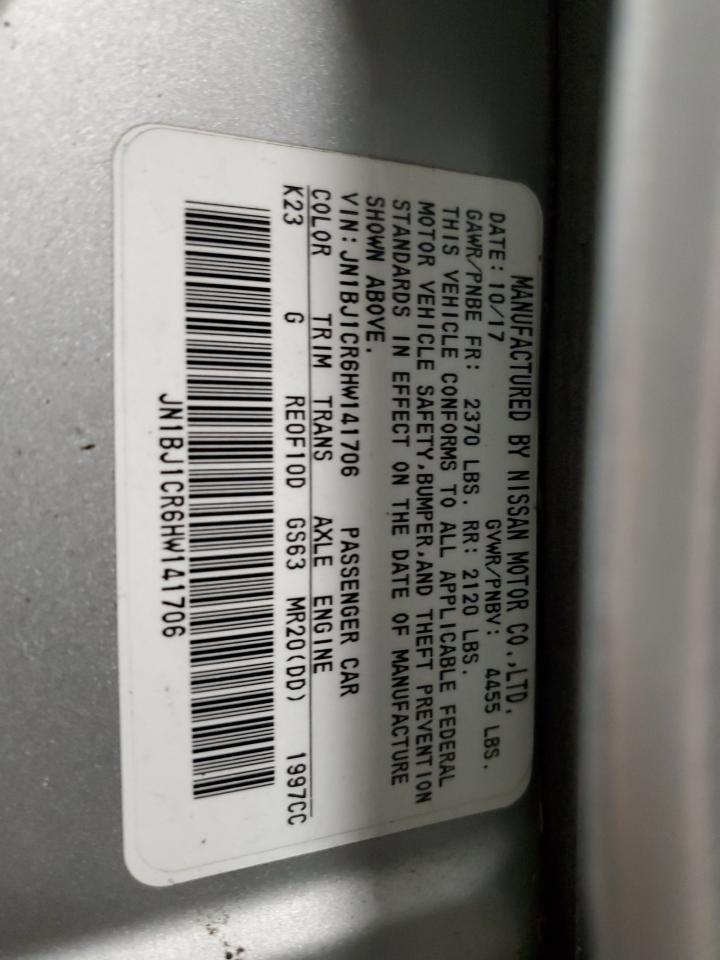 MANUFACTURED BY NISSAN MOTOR CO.,LTD.
DATE: 10/17 GVWR/PNBV: 4455 LBS.
GAWR/PNBE FR: 2370 LBS. RR: 2120 LBS.
THIS VEHICLE CONFORMS TO ALL APPLICABLE FEDERAL
MOTOR VEHICLE SAFETY,BUMPER,AND THEFT PREVENTION
STANDARDS IN EFFECT ON THE DATE OF MANUFACTURE
SHOWN ABOVE.
VIN: JN1BJ1CR6HW141706 PASSENGER CAR
COLOR TRIM TRANS AXLE ENGINE
K23 G RE0F10D GS63 MR20(DD) 1997CC
JN1BJ1CR6HW141706